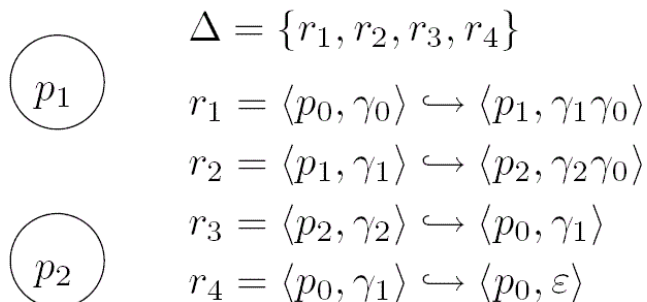 Δ = {r₁, r₂, r₃, r₄}
p₁
r₁ = ⟨p₀, γ₀⟩ ↪ ⟨p₁, γ₁γ₀⟩
r₂ = ⟨p₁, γ₁⟩ ↪ ⟨p₂, γ₂γ₀⟩
r₃ = ⟨p₂, γ₂⟩ ↪ ⟨p₀, γ₁⟩
p₂
r₄ = ⟨p₀, γ₁⟩ ↪ ⟨p₀, ε⟩